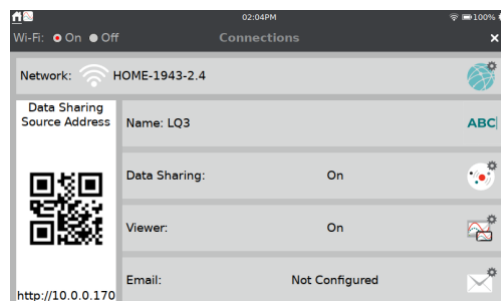 02:04PM
100%
Wi-Fi: On Off
Connections
×
Network: HOME-1943-2.4
Data Sharing
Source Address
Name: LQ3
ABC
Data Sharing: On
Viewer: On
Email: Not Configured
http://10.0.0.170